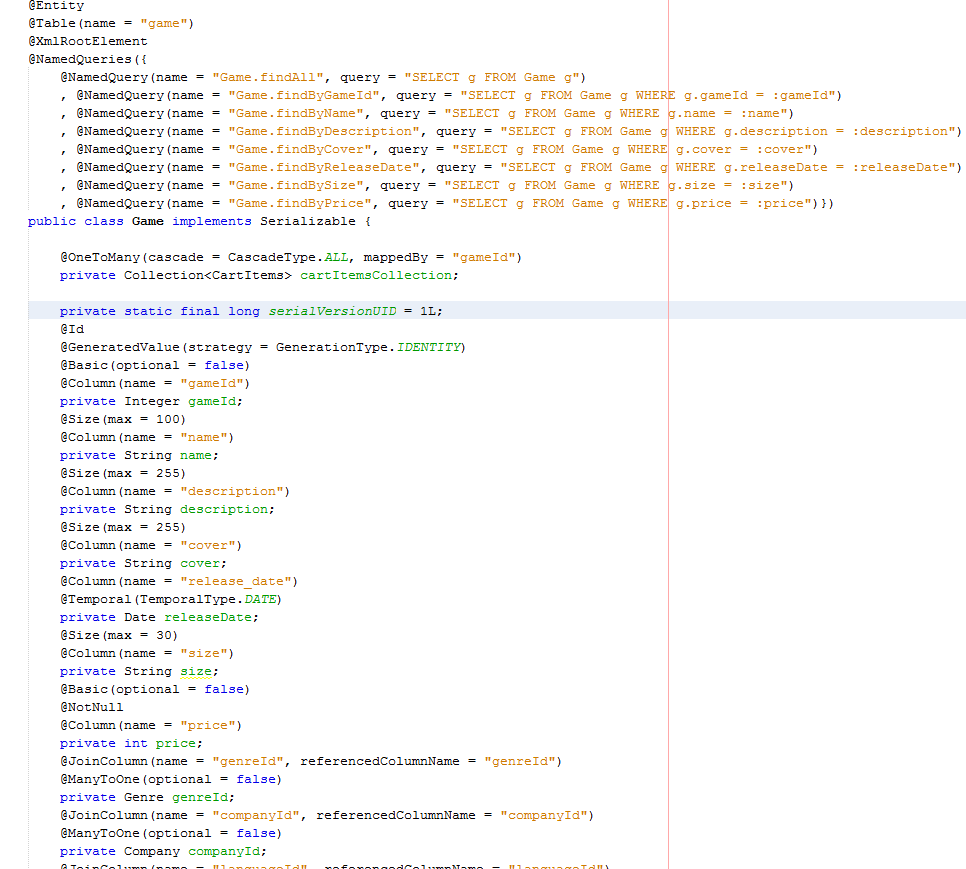 @Entity
@Table(name = "game")
@XmlRootElement
@NamedQueries({
    @NamedQuery(name = "Game.findAll", query = "SELECT g FROM Game g")
    , @NamedQuery(name = "Game.findByGameId", query = "SELECT g FROM Game g WHERE g.gameId = :gameId")
    , @NamedQuery(name = "Game.findByName", query = "SELECT g FROM Game g WHERE g.name = :name")
    , @NamedQuery(name = "Game.findByDescription", query = "SELECT g FROM Game g WHERE g.description = :description")
    , @NamedQuery(name = "Game.findByCover", query = "SELECT g FROM Game g WHERE g.cover = :cover")
    , @NamedQuery(name = "Game.findByReleaseDate", query = "SELECT g FROM Game g WHERE g.releaseDate = :releaseDate")
    , @NamedQuery(name = "Game.findBySize", query = "SELECT g FROM Game g WHERE g.size = :size")
    , @NamedQuery(name = "Game.findByPrice", query = "SELECT g FROM Game g WHERE g.price = :price")})
public class Game implements Serializable {
    @OneToMany(cascade = CascadeType.ALL, mappedBy = "gameId")
    private Collection<CartItems> cartItemsCollection;
    private static final long serialVersionUID = 1L;
    @Id
    @GeneratedValue(strategy = GenerationType.IDENTITY)
    @Basic(optional = false)
    @Column(name = "gameId")
    private Integer gameId;
    @Size(max = 100)
    @Column(name = "name")
    private String name;
    @Size(max = 255)
    @Column(name = "description")
    private String description;
    @Size(max = 255)
    @Column(name = "cover")
    private String cover;
    @Column(name = "release_date")
    @Temporal(TemporalType.DATE)
    private Date releaseDate;
    @Size(max = 30)
    @Column(name = "size")
    private String size;
    @Basic(optional = false)
    @NotNull
    @Column(name = "price")
    private int price;
    @JoinColumn(name = "genreId", referencedColumnName = "genreId")
    @ManyToOne(optional = false)
    private Genre genreId;
    @JoinColumn(name = "companyId", referencedColumnName = "companyId")
    @ManyToOne(optional = false)
    private Company companyId;
    @JoinColumn(name = "languageId", referencedColumnName = "languageId")